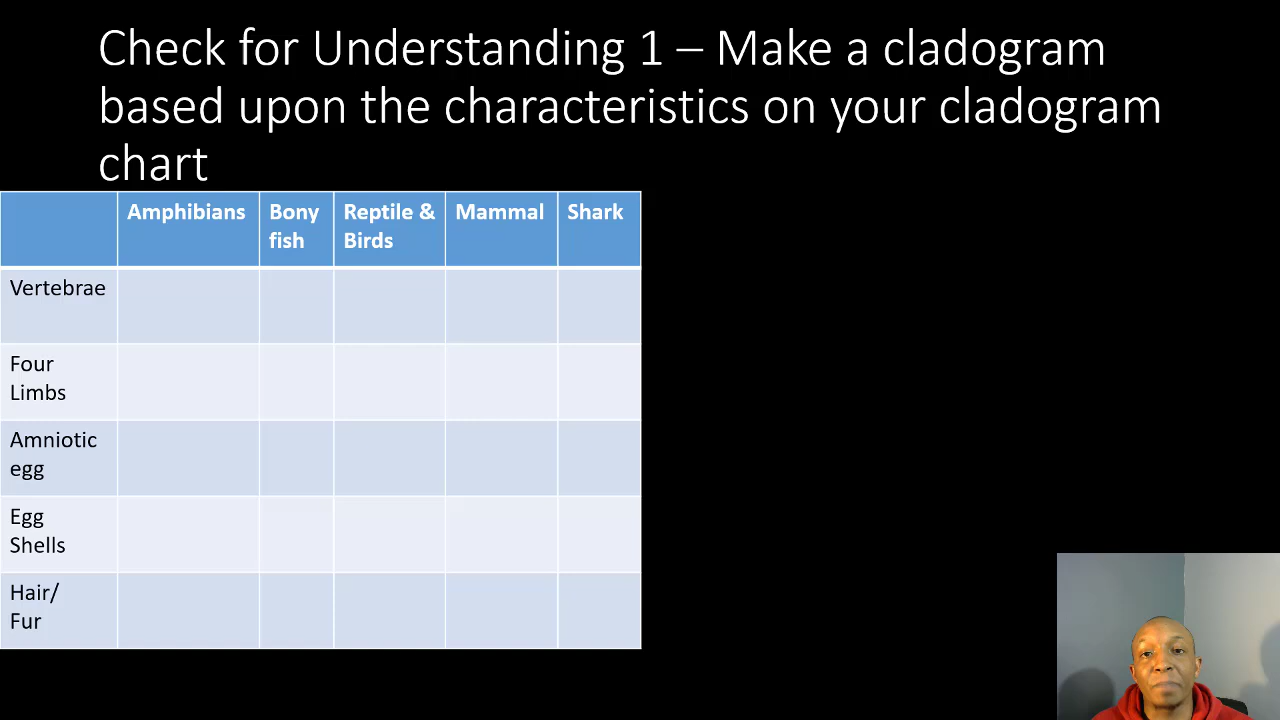 Check for Understanding 1 – Make a cladogram
based upon the characteristics on your cladogram
chart
Amphibians Bony fish Reptile & Birds Mammal Shark
Vertebrae
Four
Limbs
Amniotic
egg
Egg
Shells
Hair/
Fur